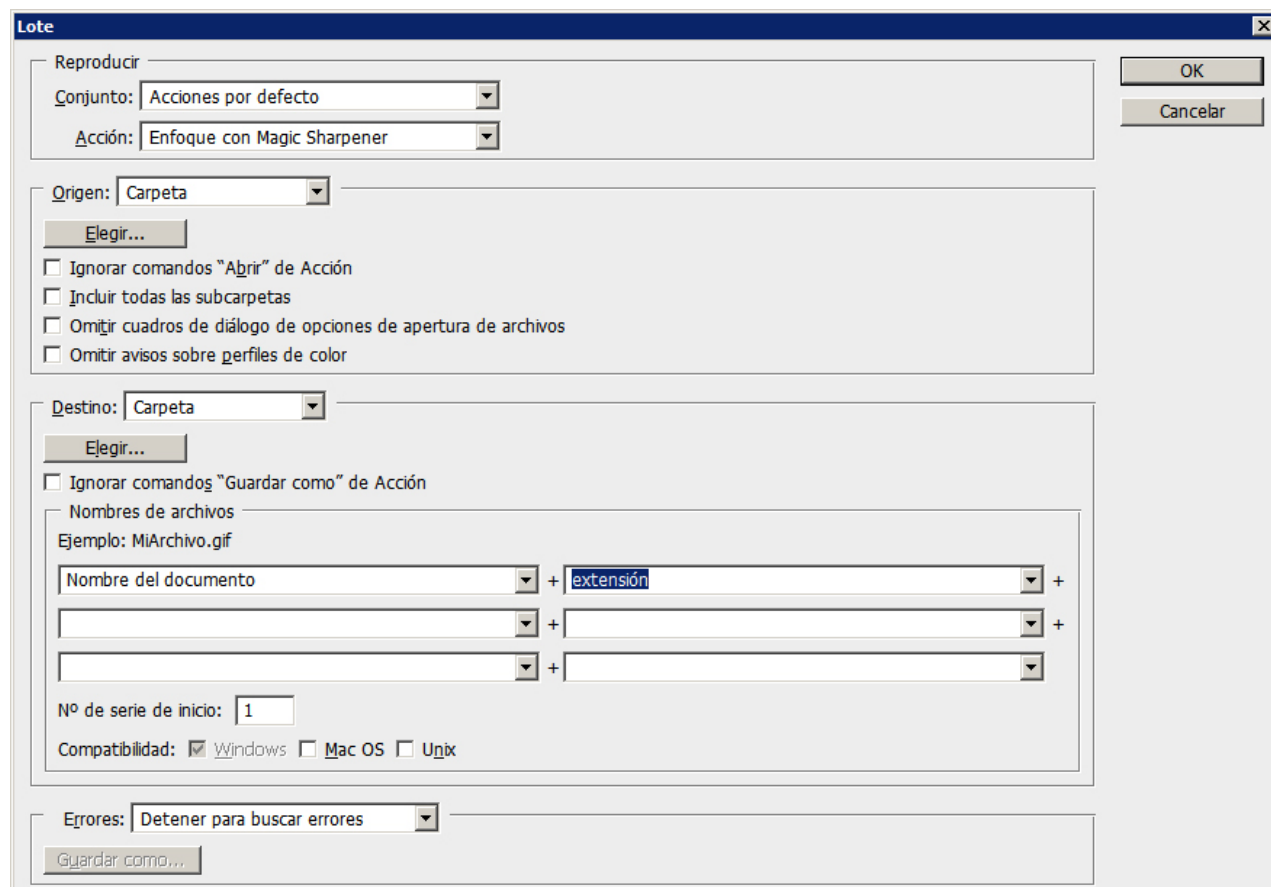 Lote
Reproducir
Conjunto: Acciones por defecto
Acción: Enfoque con Magic Sharpener
OK
Cancelar
Origen: Carpeta
Elegir...
Ignorar comandos “Abrir” de Acción
Incluir todas las subcarpetas
Omitir cuadros de diálogo de opciones de apertura de archivos
Omitir avisos sobre perfiles de color
Destino: Carpeta
Elegir...
Ignorar comandos “Guardar como” de Acción
Nombres de archivos
Ejemplo: MiArchivo.gif
Nombre del documento + extensión +
+ +
+
Nº de serie de inicio: 1
Compatibilidad: Windows Mac OS Unix
Errores: Detener para buscar errores
Guardar como...